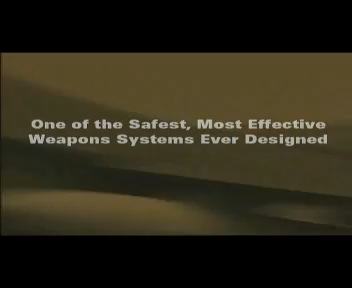 One of the Safest, Most Effective
Weapons Systems Ever Designed